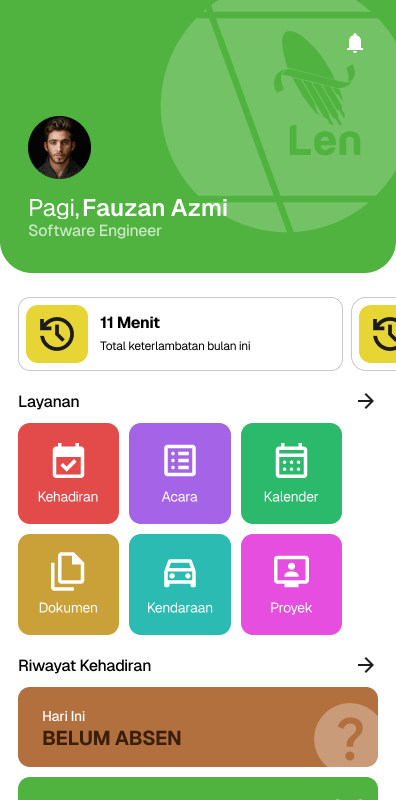 Len
Pagi, Fauzan Azmi
Software Engineer
11 Menit
Total keterlambatan bulan ini
Layanan
Kehadiran
Acara
Kalender
Dokumen
Kendaraan
Proyek
Riwayat Kehadiran
Hari Ini
BELUM ABSEN
?